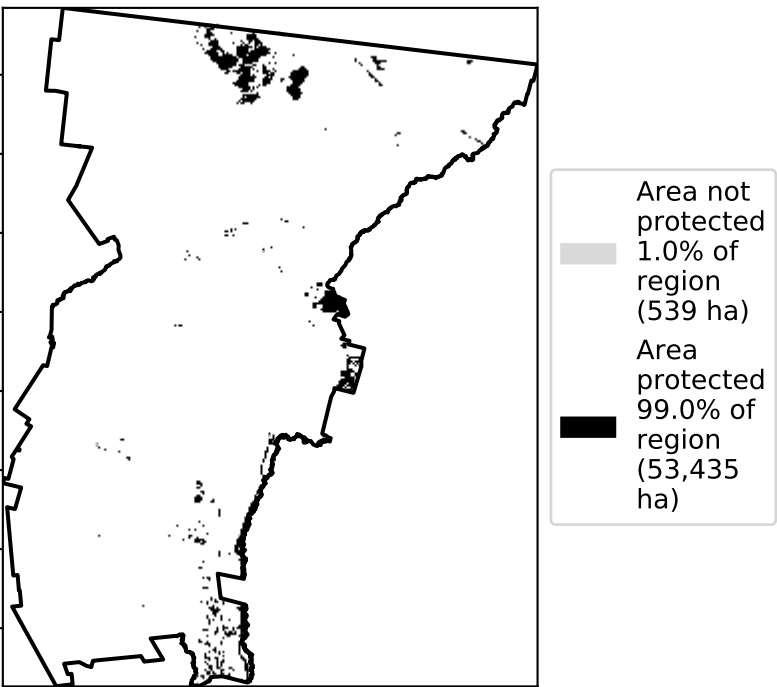 Area not
protected
1.0% of
region
(539 ha)
Area
protected
99.0% of
region
(53,435
ha)